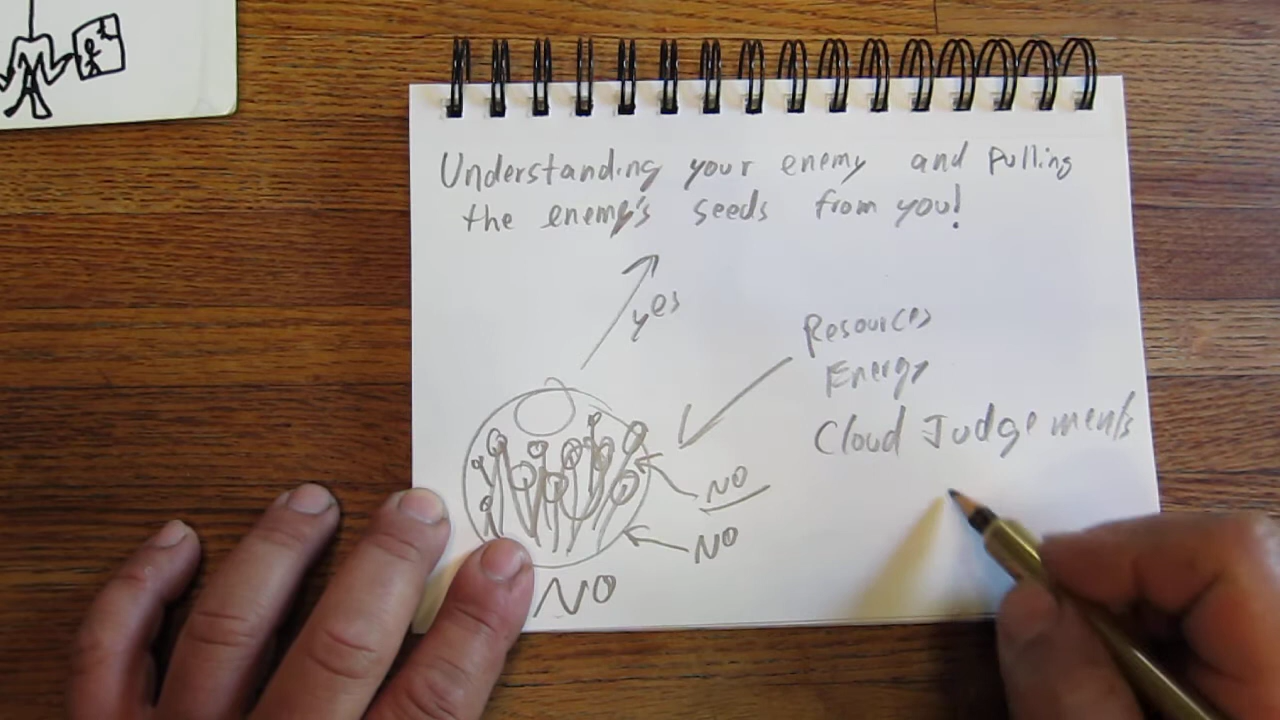 Understanding your enemy and pulling
the enemy's seeds from you!
yes
Resources
Energy
Cloud Judgements
NO
NO
NO